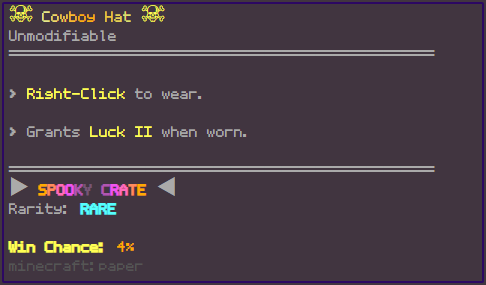 ☠ Cowboy Hat ☠
Unmodifiable
> Right-Click to wear.
> Grants Luck II when worn.
▶ SPOOKY CRATE ◀
Rarity: RARE
Win Chance: 4%
minecraft:paper